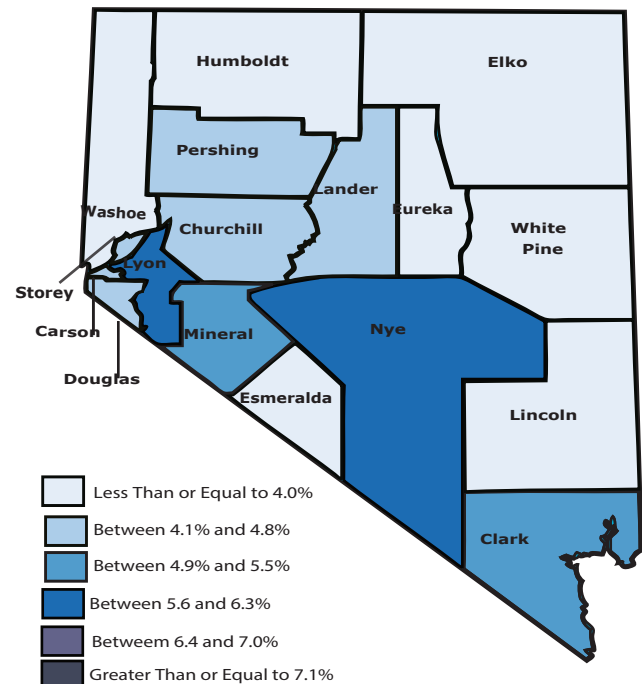 Humboldt
Elko
Pershing
Lander
Eureka
Washoe
Churchill
White
Pine
Lyon
Storey
Carson
Mineral
Nye
Douglas
Esmeralda
Lincoln
Less Than or Equal to 4.0%
Between 4.1% and 4.8%
Clark
Between 4.9% and 5.5%
Between 5.6 and 6.3%
Betweem 6.4 and 7.0%
Greater Than or Equal to 7.1%